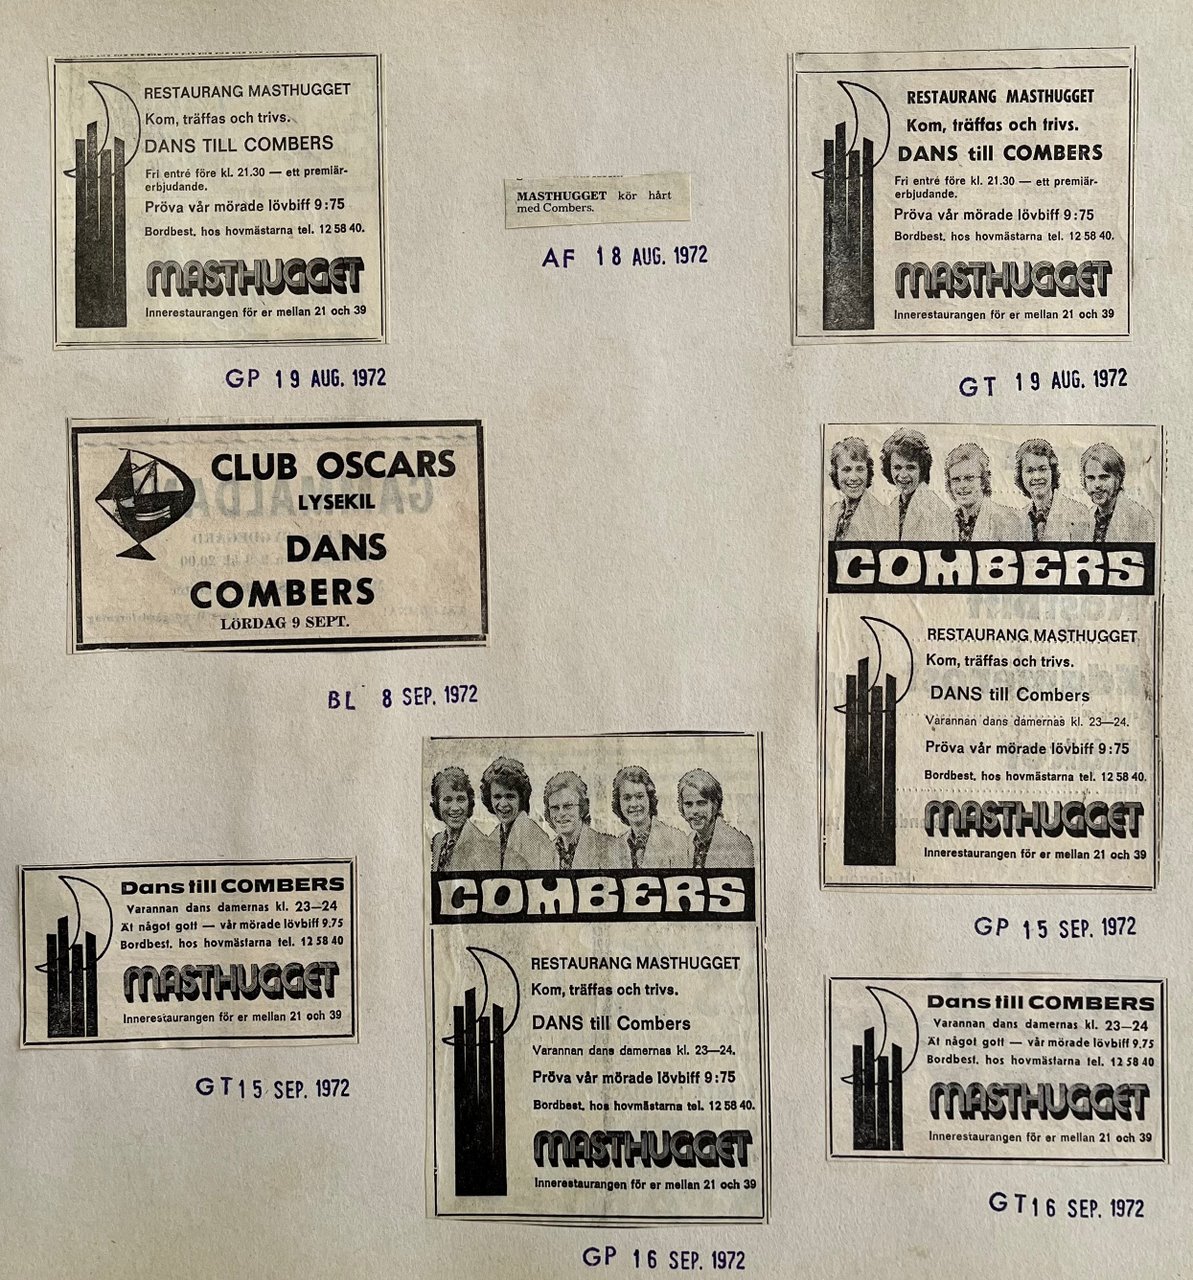 RESTAURANG MASTHUGGET
Kom, träffas och trivs.
DANS TILL COMBERS
Fri entré före kl. 21.30 — ett premiär-
erbjudande.
Pröva vår mörade lövbiff 9:75
Bordbest. hos hovmästarna tel. 12 58 40.
MASTHUGGET
Innerestaurangen för er mellan 21 och 39
GP 19 AUG. 1972
MASTHUGGET kör hårt
med Combers.
AF 18 AUG. 1972
RESTAURANG MASTHUGGET
Kom, träffas och trivs.
DANS till COMBERS
Fri entré före kl. 21.30 — ett premiär-
erbjudande.
Pröva vår mörade lövbiff 9:75
Bordbest. hos hovmästarna tel. 12 58 40.
MASTHUGGET
Innerestaurangen för er mellan 21 och 39
GT 19 AUG. 1972
CLUB OSCARS
LYSEKIL
DANS
COMBERS
LÖRDAG 9 SEPT.
BL 8 SEP. 1972
COMBERS
RESTAURANG MASTHUGGET
Kom, träffas och trivs.
DANS till Combers
Varannan dans damernas kl. 23—24.
Pröva vår mörade lövbiff 9:75
Bordbest. hos hovmästarna tel. 12 58 40.
MASTHUGGET
Innerestaurangen för er mellan 21 och 39
GP 15 SEP. 1972
Dans till COMBERS
Varannan dans damernas kl. 23—24
Ät något gott — vår mörade lövbiff 9.75
Bordbest. hos hovmästarna tel. 12 58 40
MASTHUGGET
Innerestaurangen för er mellan 21 och 39
GT 15 SEP. 1972
COMBERS
RESTAURANG MASTHUGGET
Kom, träffas och trivs.
DANS till Combers
Varannan dans damernas kl. 23—24.
Pröva vår mörade lövbiff 9:75
Bordbest. hos hovmästarna tel. 12 58 40.
MASTHUGGET
Innerestaurangen för er mellan 21 och 39
GP 16 SEP. 1972
Dans till COMBERS
Varannan dans damernas kl. 23—24
Ät något gott — vår mörade lövbiff 9.75
Bordbest. hos hovmästarna tel. 12 58 40
MASTHUGGET
Innerestaurangen för er mellan 21 och 39
GT 16 SEP. 1972